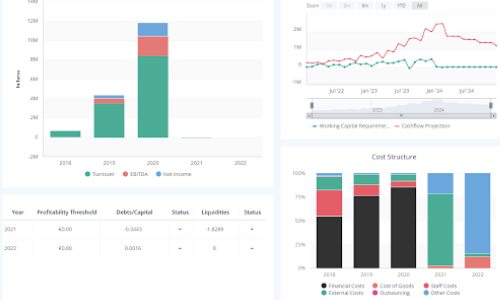 14M
12M
10M
8M
6M
4M
2M
0
-2M
2018 2019 2020 2021 2022
Turnover EBITDA Net income
Year Profitability Threshold Debts/Capital Status Liquidities Status
2021 €0.00 -0.3443 -1.8289
2022 €0.00 0.0016 0
Zoom 1m 3m 6m YTD 1y All
2M
1M
0
-1M
Jul '22 Jan '23 Jul '23 Jan '24 Jul '24
2023 2024
Working Capital Requireme... Cashflow Projection
Cost Structure
100%
75%
50%
25%
0%
2018 2019 2020 2021 2022
Financial Costs Cost of Goods Staff Costs
External Costs Outsourcing Other Costs